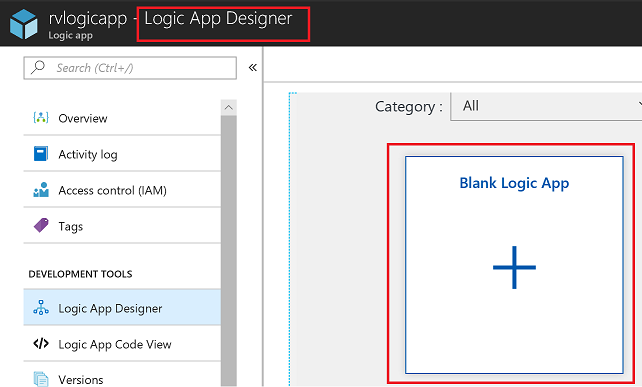 rvlogicapp - Logic App Designer
Logic app
Search (Ctrl+/)
«
Overview
Activity log
Access control (IAM)
Tags
DEVELOPMENT TOOLS
Logic App Designer
Logic App Code View
Versions
Category : All
Blank Logic App